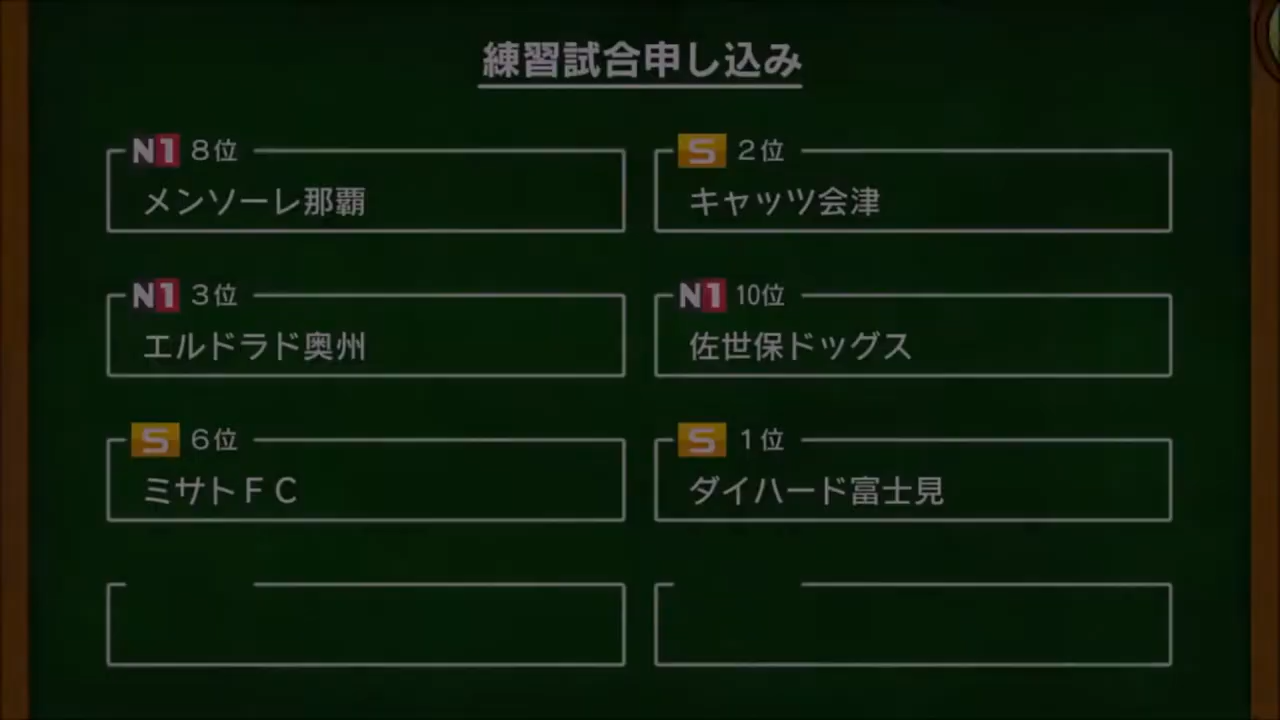 練習試合申し込み
N1 8位
メンソーレ那覇
S 2位
キャッツ会津
N1 3位
エルドラド奥州
N1 10位
佐世保ドッグス
S 6位
ミサトFC
S 1位
ダイハード富士見